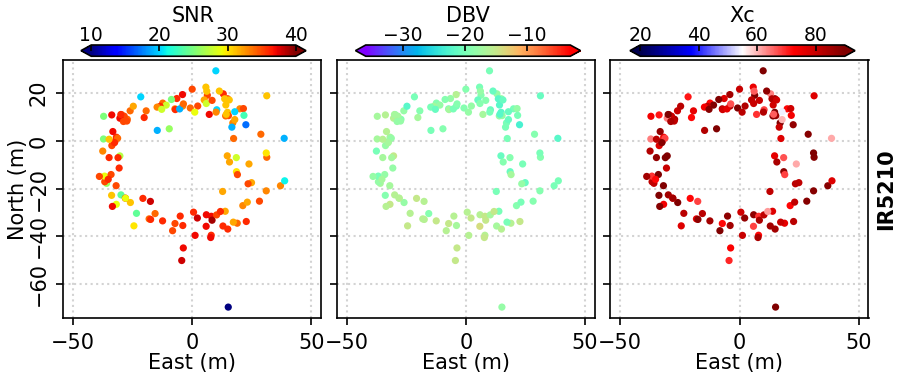 SNR DBV Xc
10 20 30 40 −30 −20 −10 20 40 60 80
20
0
−20
−40
−60
North (m)
−50 0 50 −50 0 50 −50 0 50
East (m) East (m) East (m)
IR5210